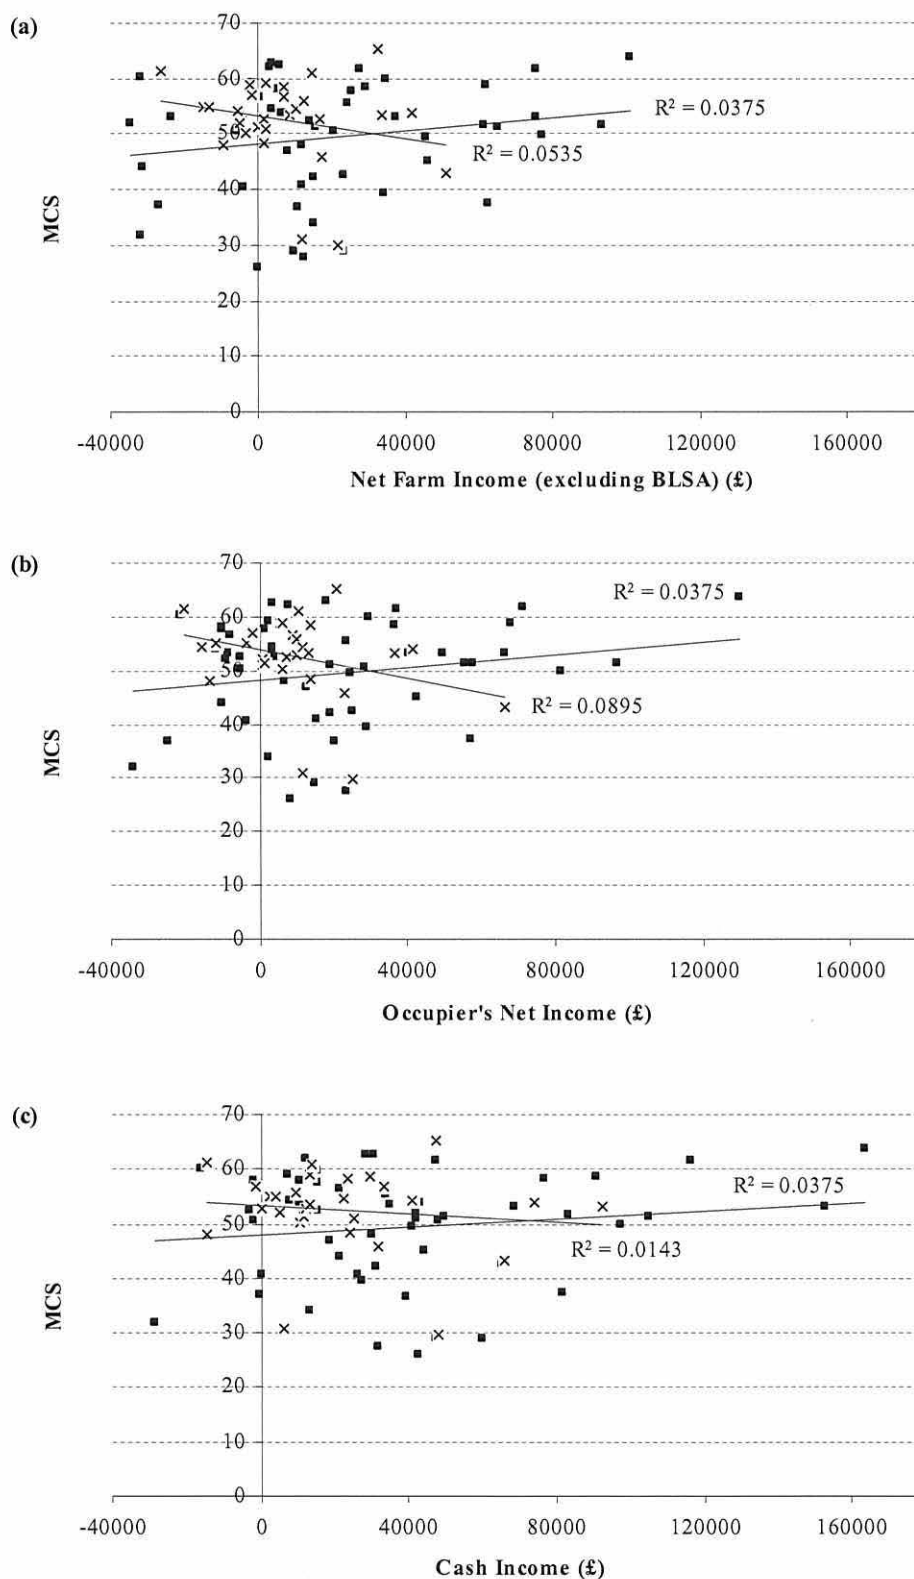 (a)
70
60
50
40
30
20
10
0
MCS
R² = 0.0375
R² = 0.0535
-40000 0 40000 80000 120000 160000
Net Farm Income (excluding BLSA) (£)
(b)
70
60
50
40
30
20
10
0
MCS
R² = 0.0375
R² = 0.0895
-40000 0 40000 80000 120000 160000
Occupier's Net Income (£)
(c)
70
60
50
40
30
20
10
0
MCS
R² = 0.0375
R² = 0.0143
-40000 0 40000 80000 120000 160000
Cash Income (£)